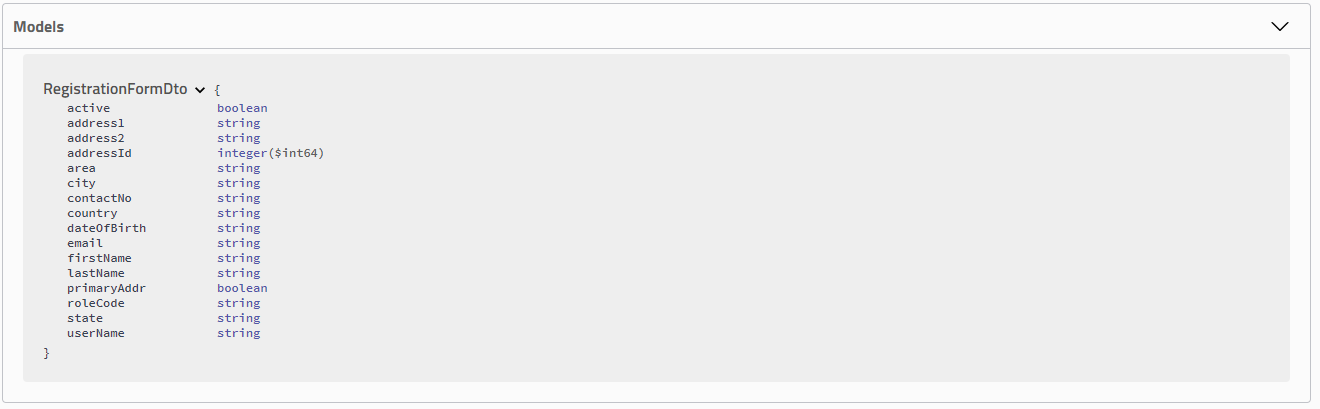 Models
RegistrationFormDto {
active boolean
address1 string
address2 string
addressId integer($int64)
area string
city string
contactNo string
country string
dateOfBirth string
email string
firstName string
lastName string
primaryAddr boolean
roleCode string
state string
userName string
}